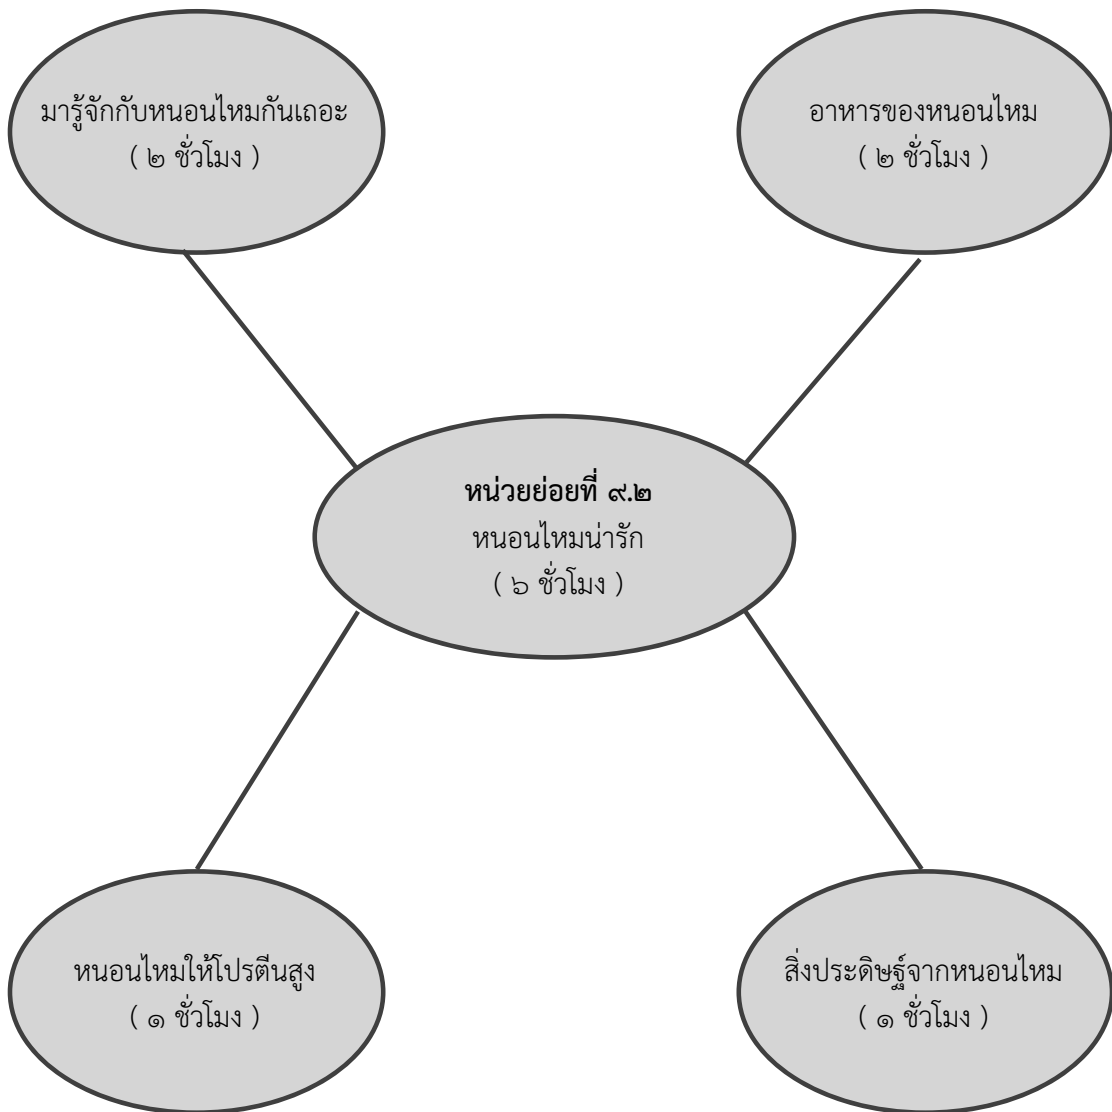 มารู้จักกับหนอนไหมกันเถอะ
( ๒ ชั่วโมง )
อาหารของหนอนไหม
( ๒ ชั่วโมง )
หน่วยย่อยที่ ๙.๒
หนอนไหมน่ารัก
( ๖ ชั่วโมง )
หนอนไหมให้โปรตีนสูง
( ๑ ชั่วโมง )
สิ่งประดิษฐ์จากหนอนไหม
( ๑ ชั่วโมง )